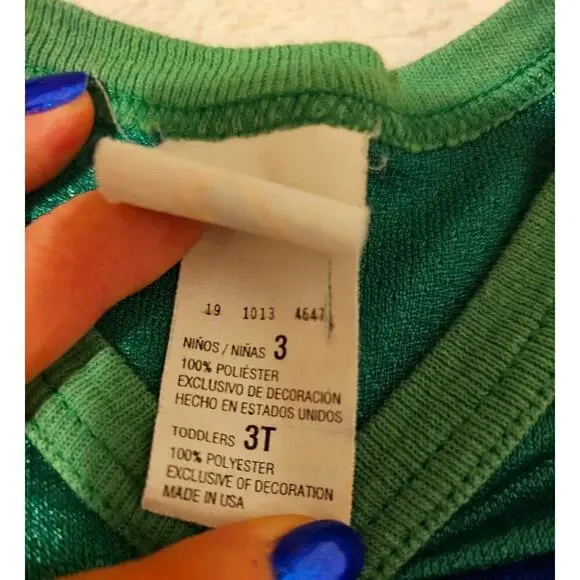 19 1013 4647
NIÑOS / NIÑAS 3
100% POLIÉSTER
EXCLUSIVO DE DECORACIÓN
HECHO EN ESTADOS UNIDOS
TODDLERS 3T
100% POLYESTER
EXCLUSIVE OF DECORATION
MADE IN USA